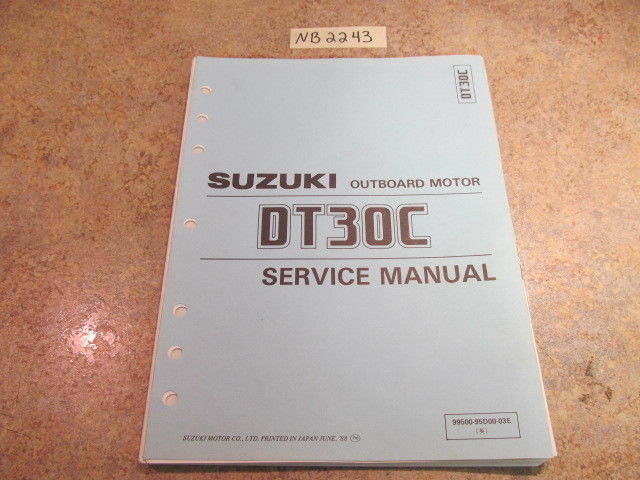 NB2243
DT30C
SUZUKI OUTBOARD MOTOR
DT30C
SERVICE MANUAL
99500-95D00-03E
(英)
SUZUKI MOTOR CO., LTD. PRINTED IN JAPAN JUNE, '88